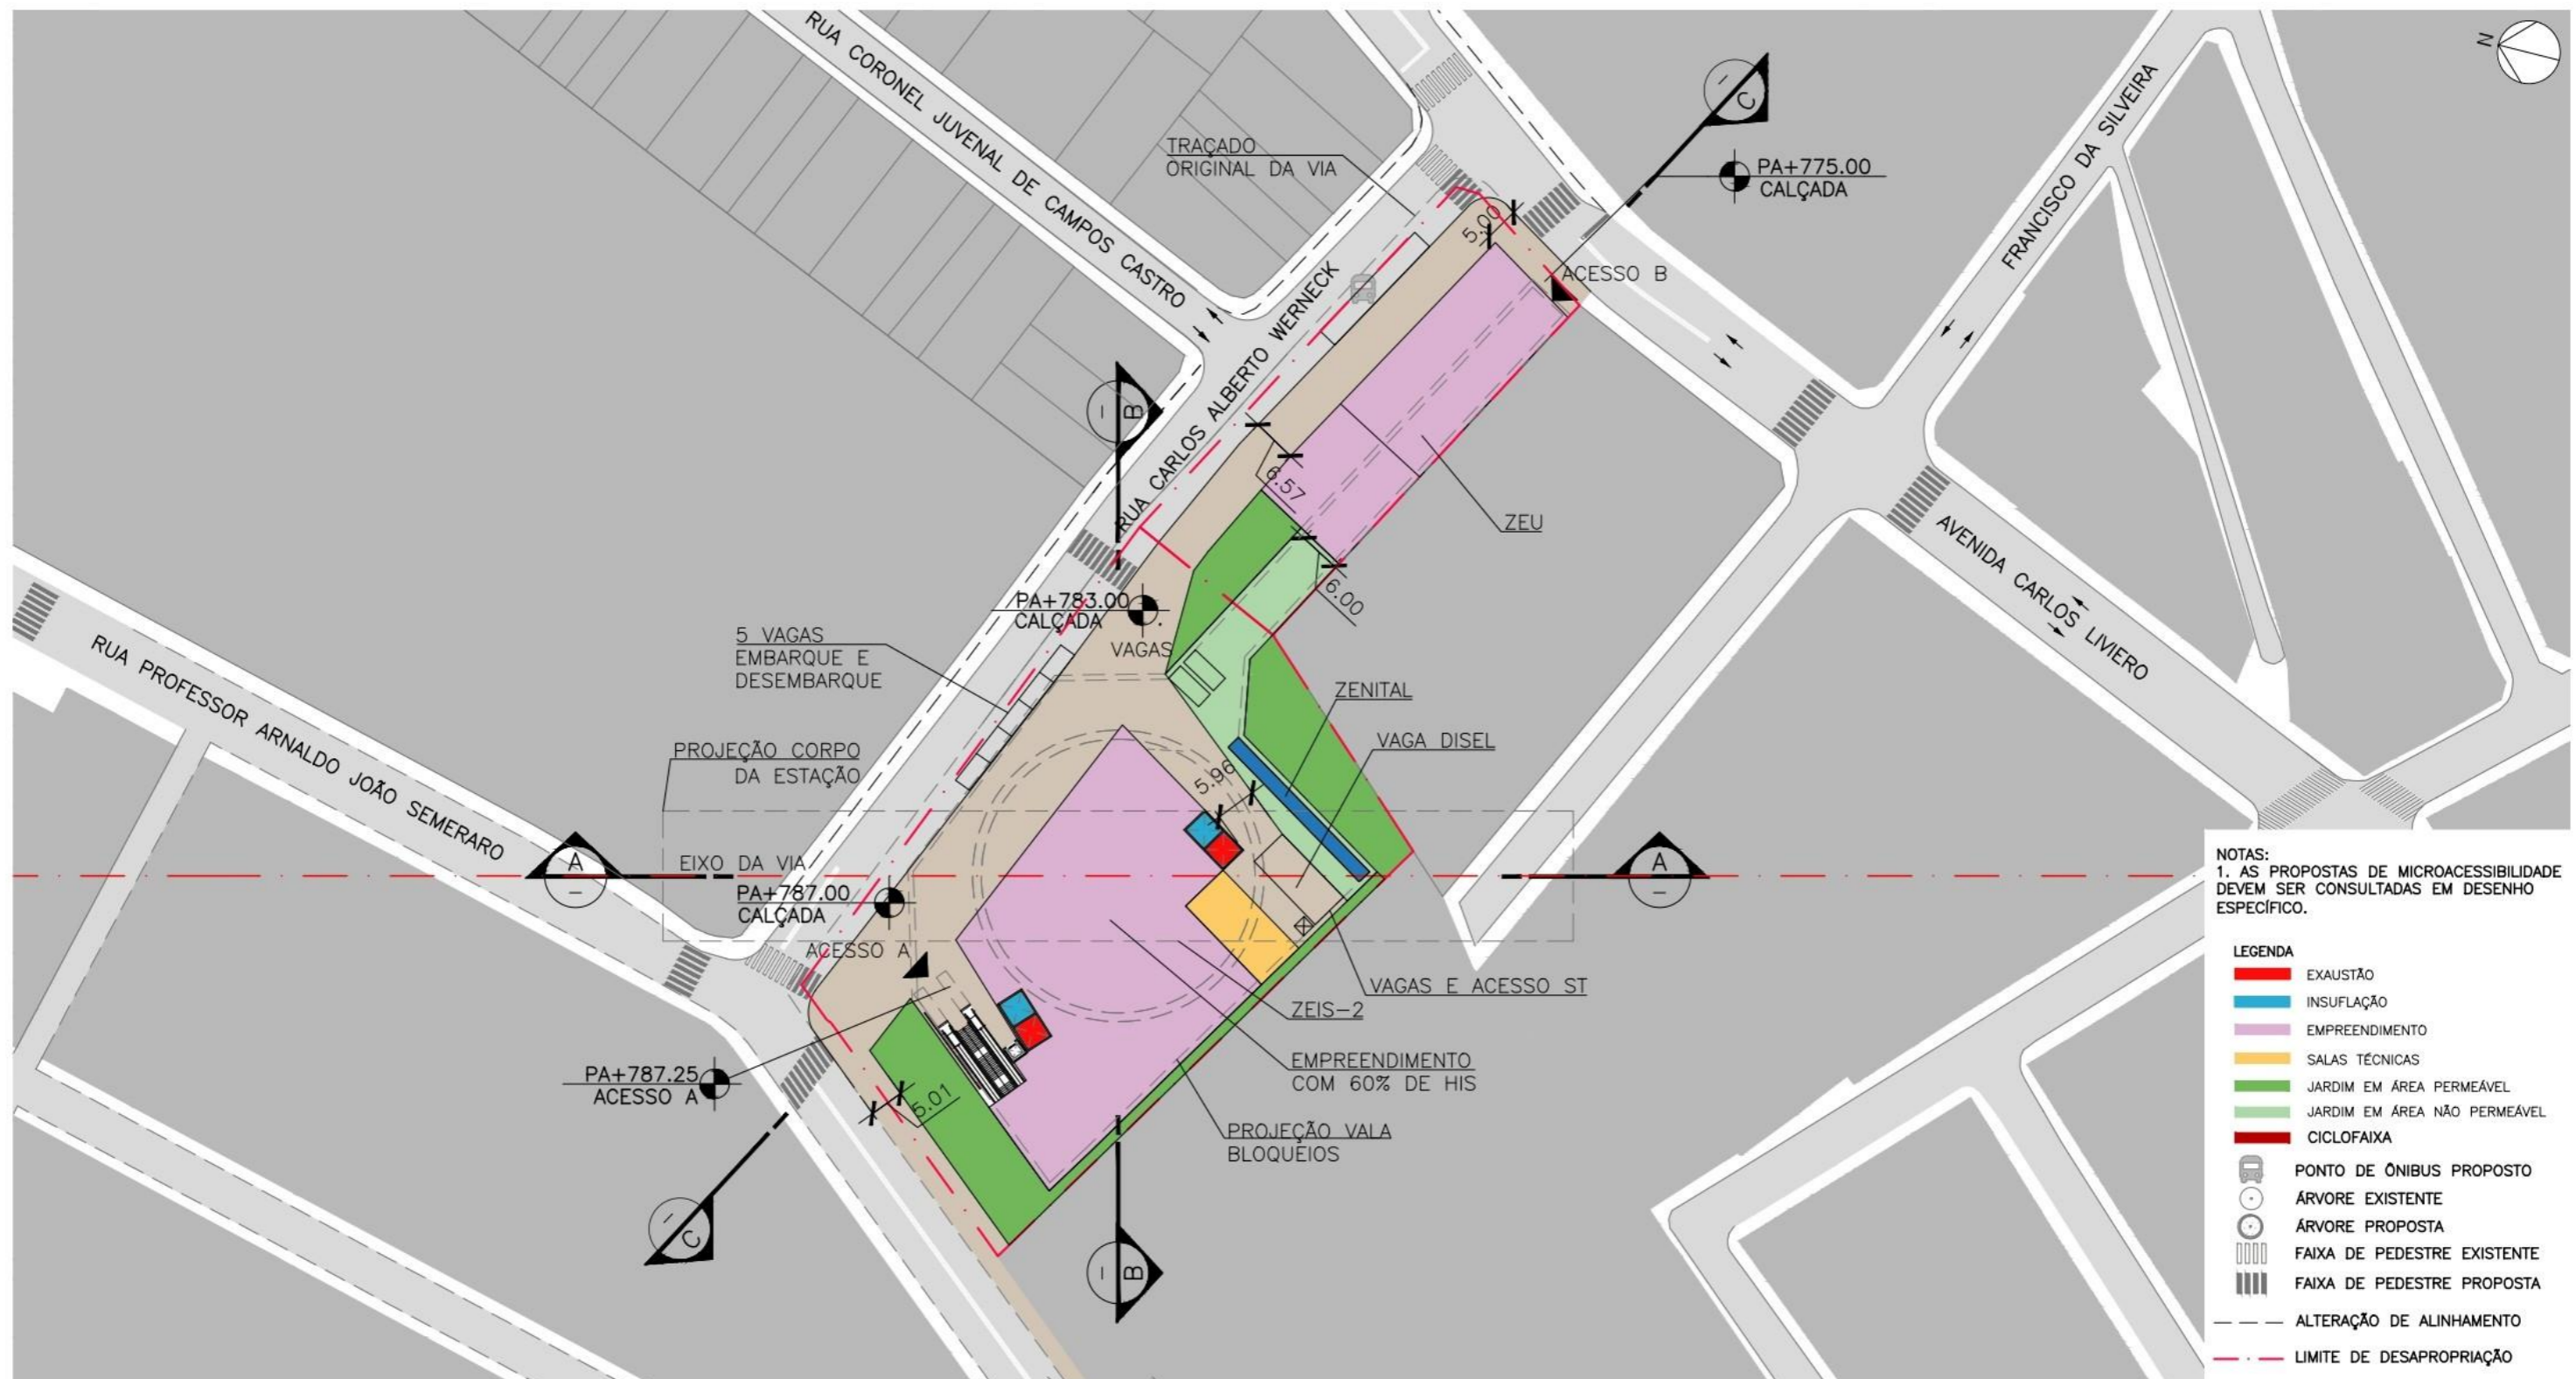 RUA CORONEL JUVENAL DE CAMPOS CASTRO
N
C
–
FRANCISCO DA SILVEIRA
TRAÇADO
ORIGINAL DA VIA
PA+775.00
CALÇADA
5.00
ACESSO B
RUA CARLOS ALBERTO WERNECK
–
B
6.57
ZEU
AVENIDA CARLOS LIVIERO
6.00
PA+783.00
CALÇADA
VAGAS
5 VAGAS
EMBARQUE E
DESEMBARQUE
RUA PROFESSOR ARNALDO JOÃO SEMERARO
ZENITAL
VAGA DISEL
PROJEÇÃO CORPO
DA ESTAÇÃO
5.96
A
–
EIXO DA VIA
A
–
PA+787.00
CALÇADA
ACESSO A
VAGAS E ACESSO ST
ZEIS-2
EMPREENDIMENTO
COM 60% DE HIS
PA+787.25
ACESSO A
5.01
PROJEÇÃO VALA
BLOQUEIOS
–
C
–
B
NOTAS:
1. AS PROPOSTAS DE MICROACESSIBILIDADE
DEVEM SER CONSULTADAS EM DESENHO
ESPECÍFICO.
LEGENDA
EXAUSTÃO
INSUFLAÇÃO
EMPREENDIMENTO
SALAS TÉCNICAS
JARDIM EM ÁREA PERMEÁVEL
JARDIM EM ÁREA NÃO PERMEÁVEL
CICLOFAIXA
PONTO DE ÔNIBUS PROPOSTO
ÁRVORE EXISTENTE
ÁRVORE PROPOSTA
FAIXA DE PEDESTRE EXISTENTE
FAIXA DE PEDESTRE PROPOSTA
ALTERAÇÃO DE ALINHAMENTO
LIMITE DE DESAPROPRIAÇÃO